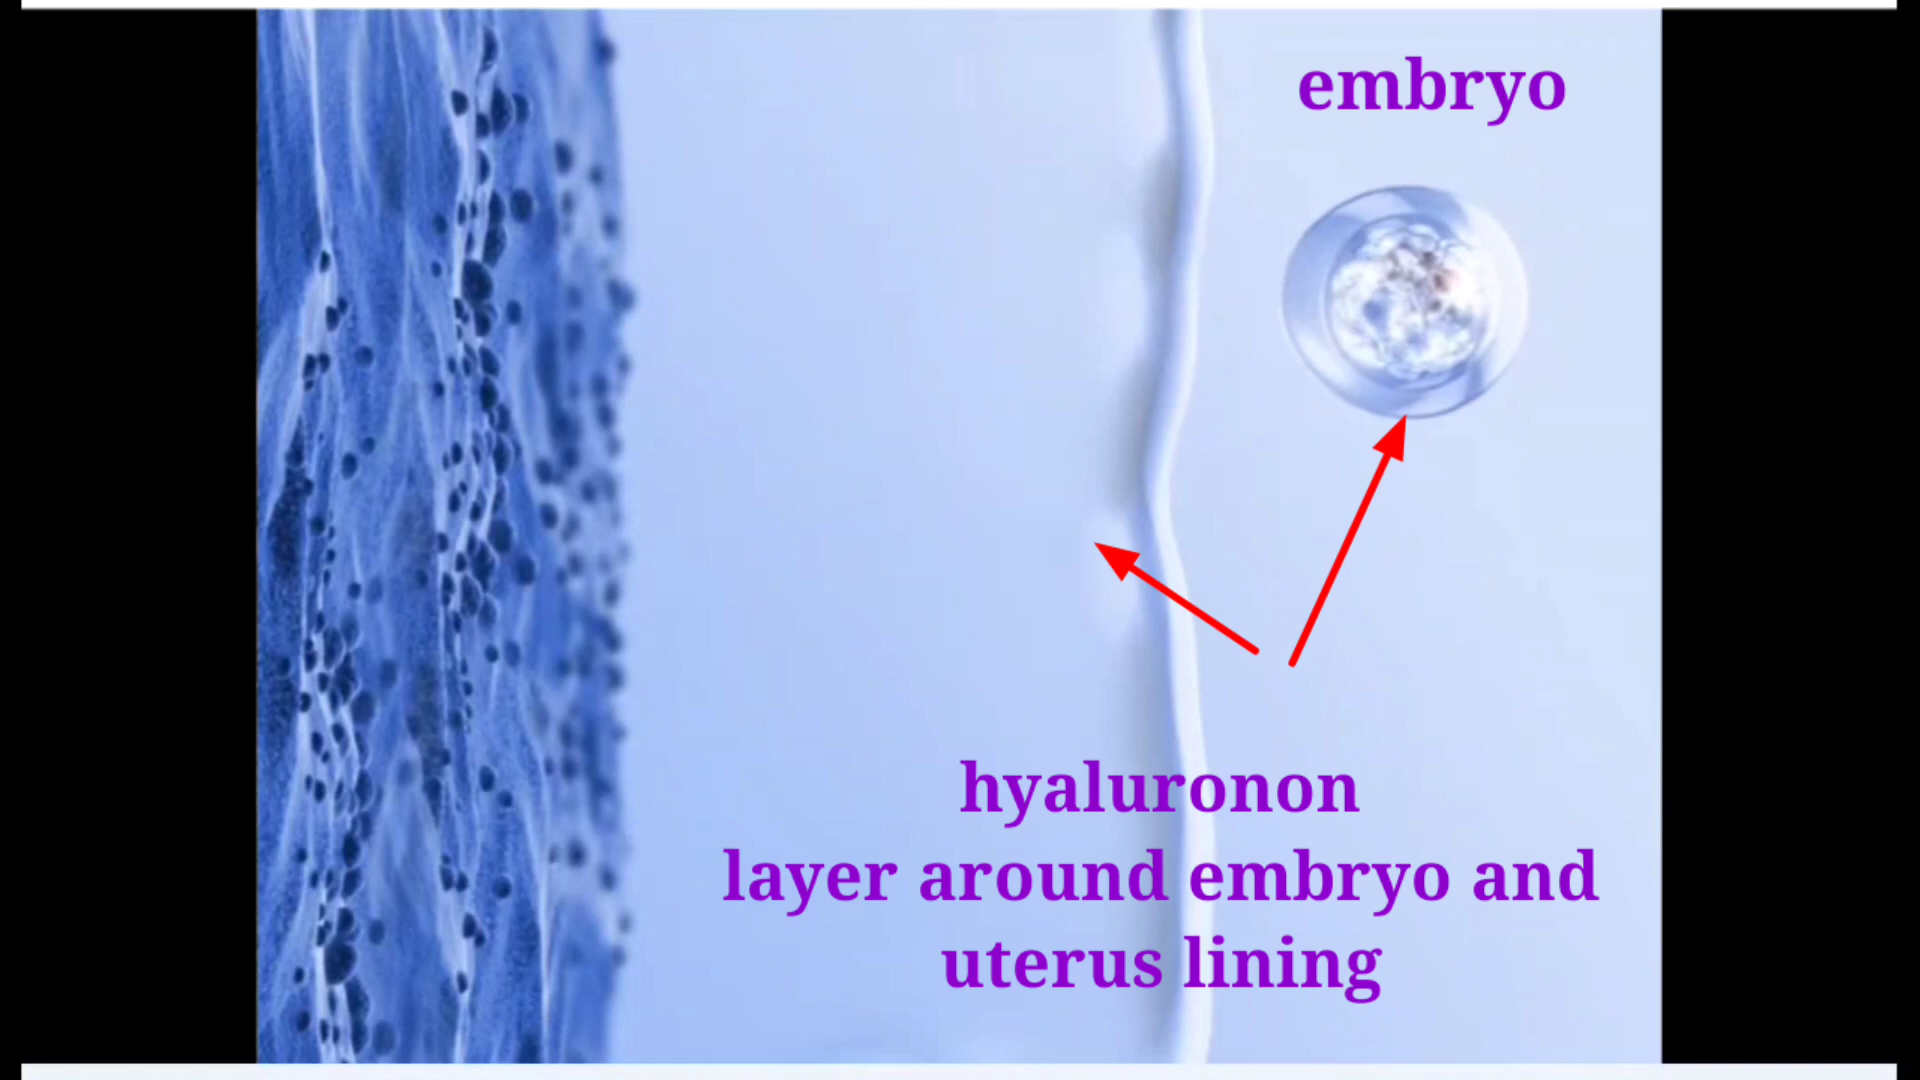 embryo
hyaluronon
layer around embryo and
uterus lining